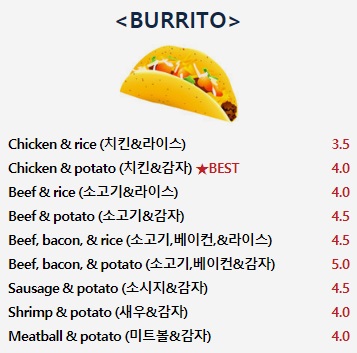 <BURRITO>
Chicken & rice (치킨&라이스) 3.5
Chicken & potato (치킨&감자) ★BEST 4.0
Beef & rice (소고기&라이스) 4.0
Beef & potato (소고기&감자) 4.5
Beef, bacon, & rice (소고기,베이컨,&라이스) 4.5
Beef, bacon, & potato (소고기,베이컨&감자) 5.0
Sausage & potato (소시지&감자) 4.5
Shrimp & potato (새우&감자) 4.0
Meatball & potato (미트볼&감자) 4.0